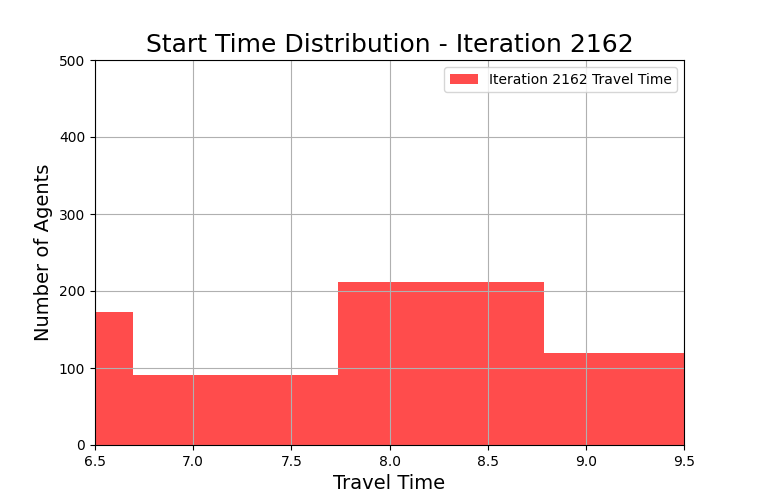 Start Time Distribution - Iteration 2162
Iteration 2162 Travel Time
Number of Agents
500
400
300
200
100
0
6.5 7.0 7.5 8.0 8.5 9.0 9.5
Travel Time